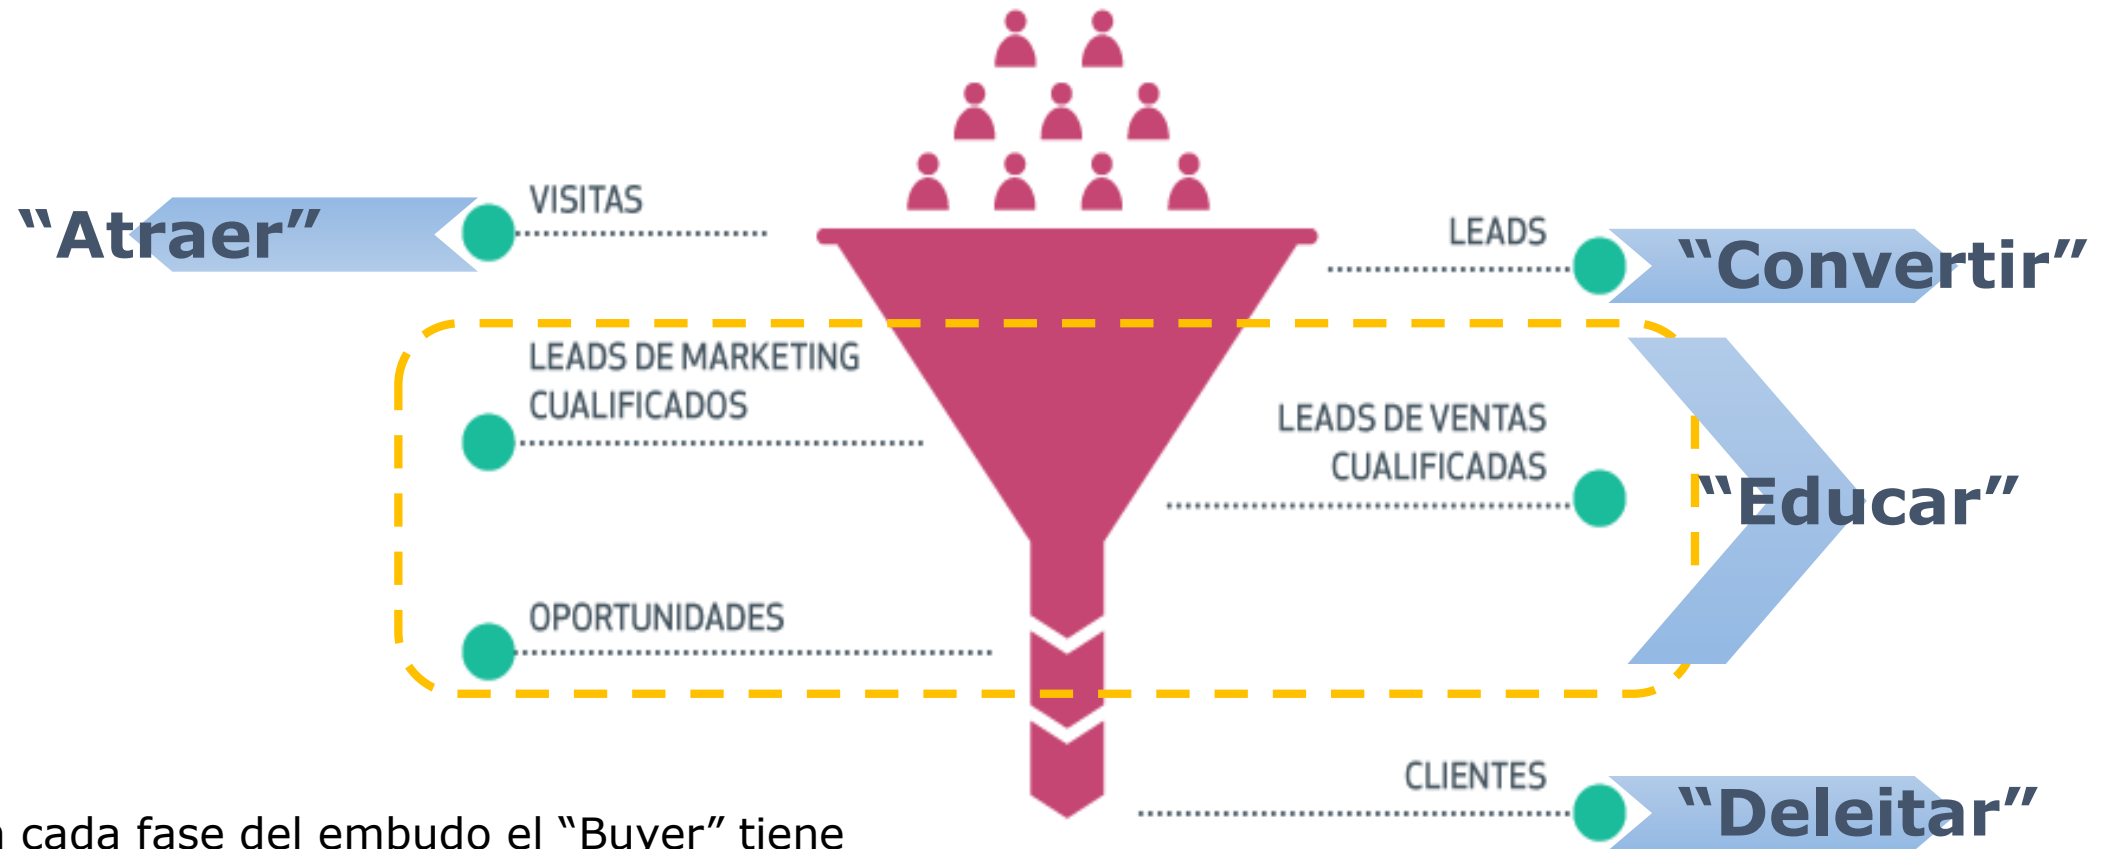 VISITAS
“Atraer”
LEADS
“Convertir”
LEADS DE MARKETING
CUALIFICADOS
LEADS DE VENTAS
CUALIFICADAS
“Educar”
OPORTUNIDADES
CLIENTES
“Deleitar”
cada fase del embudo el “Buyer” tiene